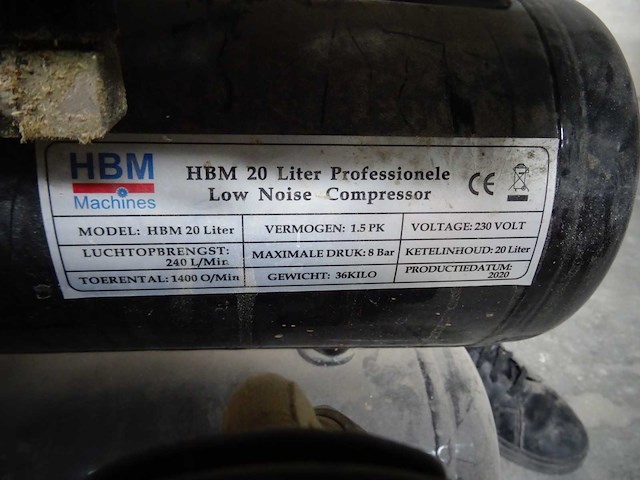 HBM
Machines
HBM 20 Liter Professionele
Low Noise Compressor
CE
MODEL: HBM 20 Liter
VERMOGEN: 1.5 PK
VOLTAGE: 230 VOLT
LUCHTOPBRENGST:
240 L/Min.
MAXIMALE DRUK: 8 Bar
KETELINHOUD: 20 Liter
TOERENTAL: 1400 O/Min
GEWICHT: 36KILO
PRODUCTIEDATUM:
2020